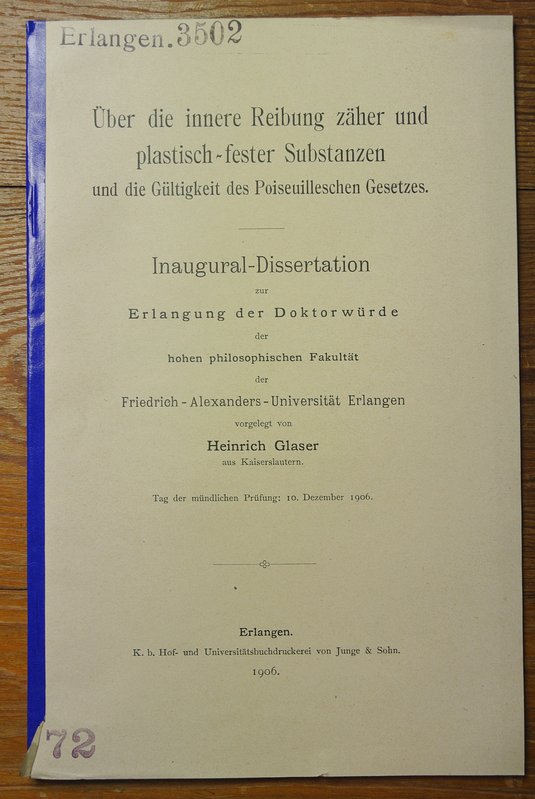 Erlangen.3502
Über die innere Reibung zäher und
plastisch-fester Substanzen
und die Gültigkeit des Poiseuilleschen Gesetzes.
Inaugural-Dissertation
zur
Erlangung der Doktorwürde
der
hohen philosophischen Fakultät
der
Friedrich-Alexanders-Universität Erlangen
vorgelegt von
Heinrich Glaser
aus Kaiserslautern.
Tag der mündlichen Prüfung: 10. Dezember 1906.
Erlangen.
K. b. Hof- und Universitätsbuchdruckerei von Junge & Sohn.
1906.
72